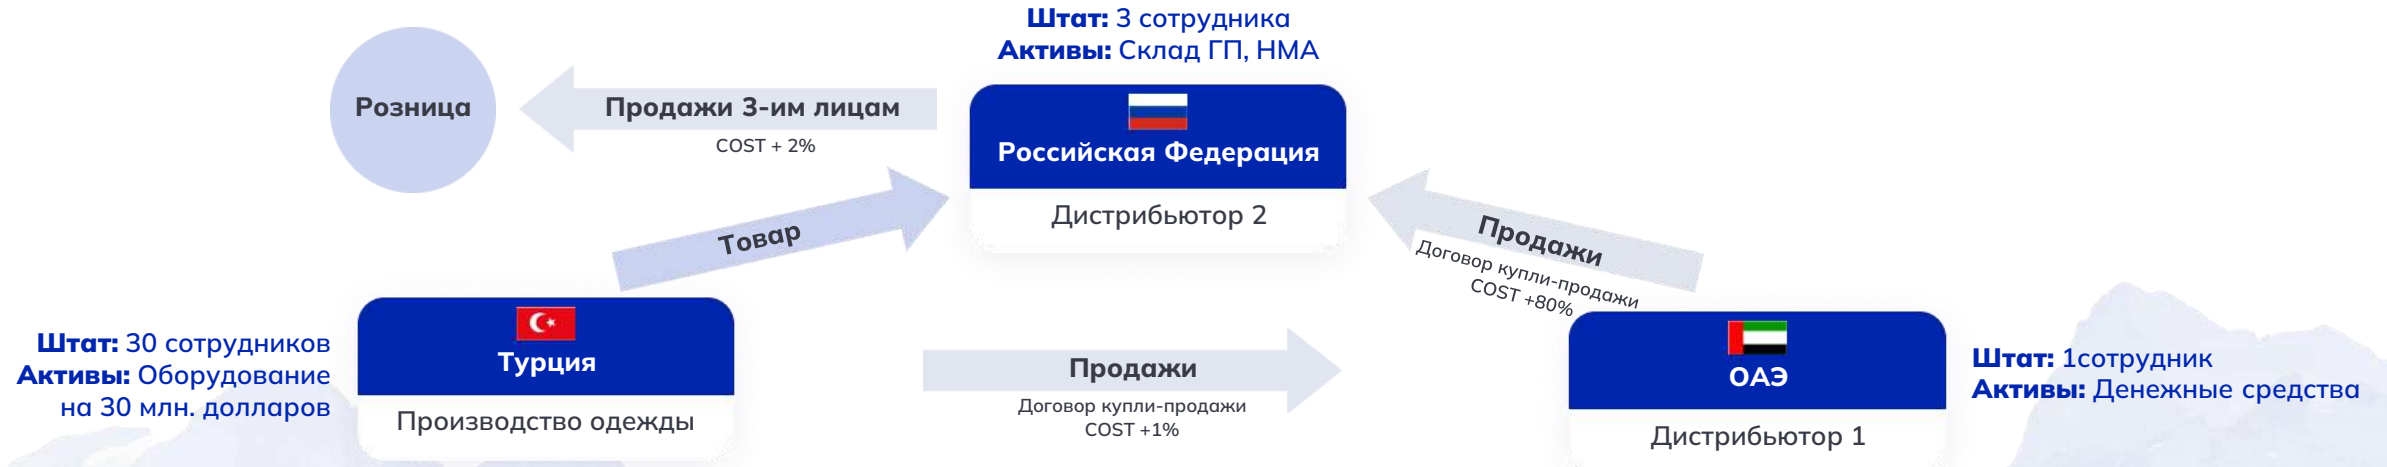 Штат: 3 сотрудника
Активы: Склад ГП, НМА
Розница
Продажи 3-им лицам
COST + 2%
Российская Федерация
Дистрибьютор 2
Товар
Продажи
Договор купли-продажи
COST +80%
Штат: 30 сотрудников
Активы: Оборудование
на 30 млн. долларов
Турция
Производство одежды
Продажи
Договор купли-продажи
COST +1%
ОАЭ
Дистрибьютор 1
Штат: 1сотрудник
Активы: Денежные средства